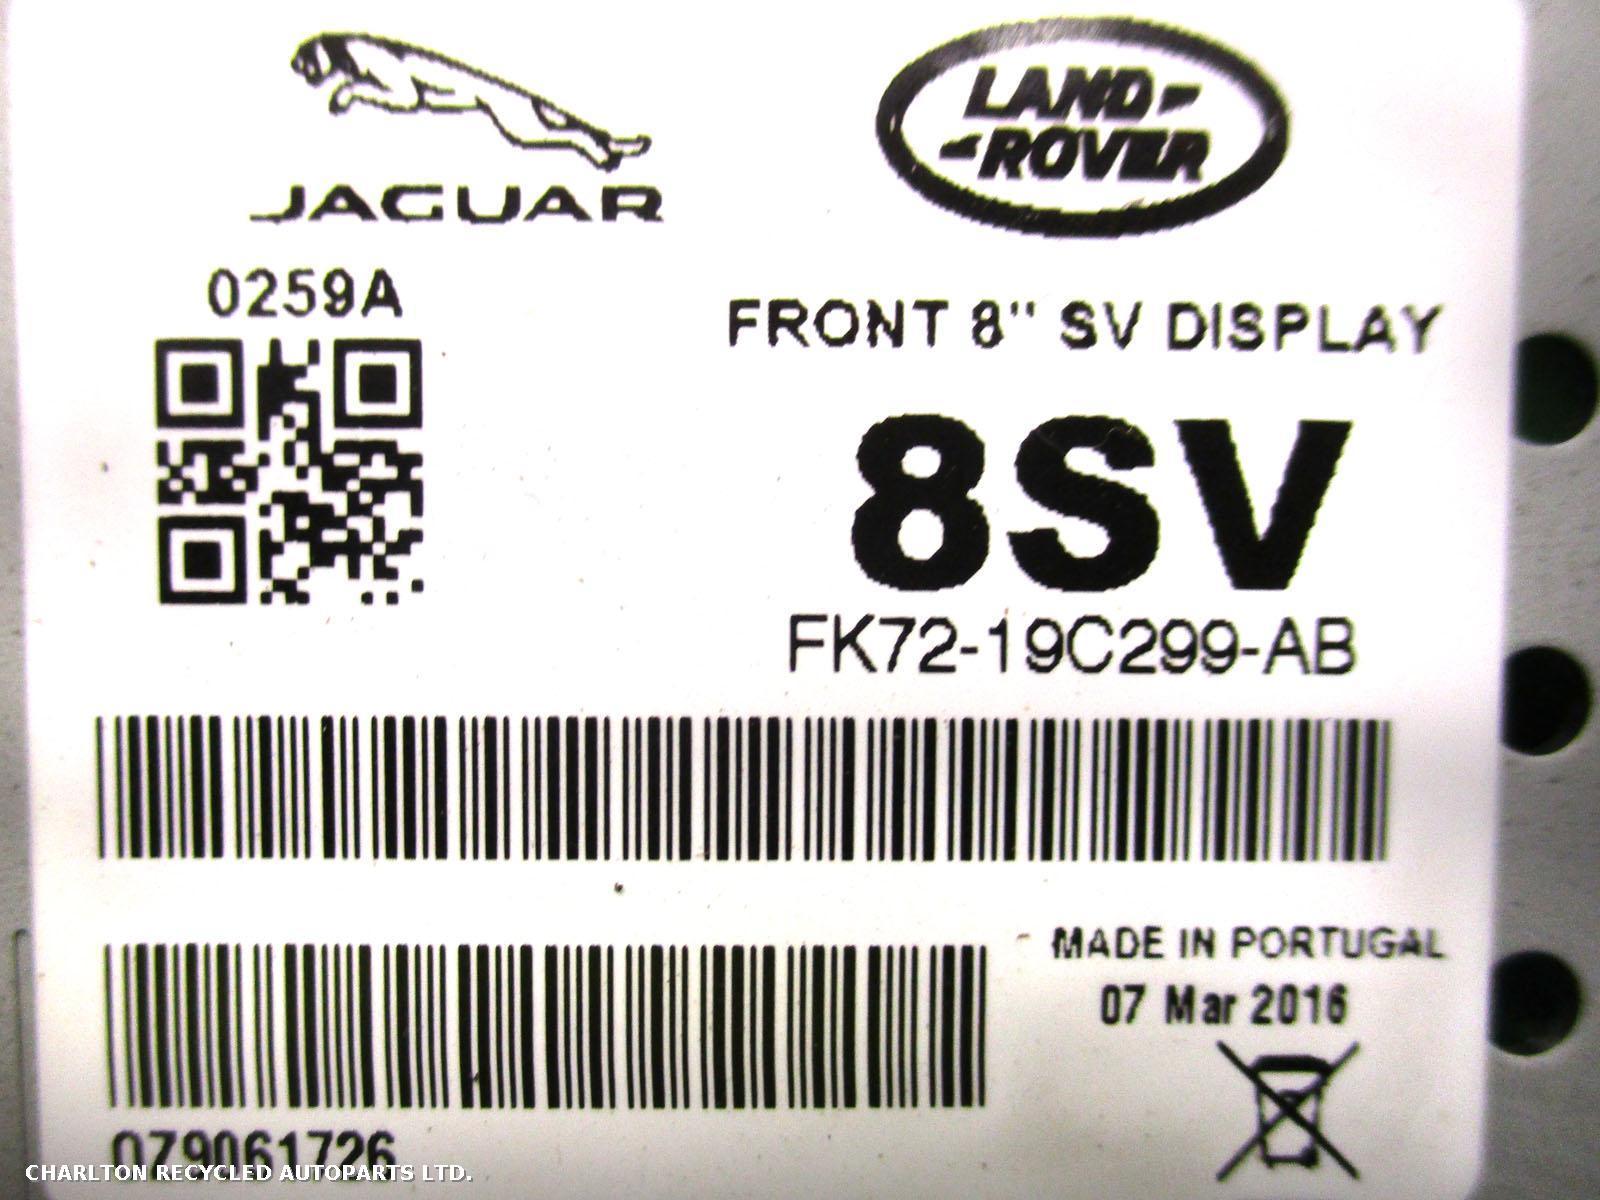 JAGUAR
LAND-
-ROVER
0259A
FRONT 8" SV DISPLAY
8SV
FK72-19C299-AB
MADE IN PORTUGAL
07 Mar 2016
0Z9061726
CHARLTON RECYCLED AUTOPARTS LTD.